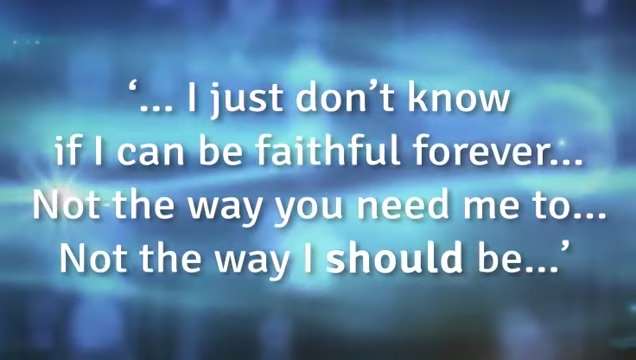 ‘... I just don’t know
if I can be faithful forever...
Not the way you need me to...
Not the way I should be...’